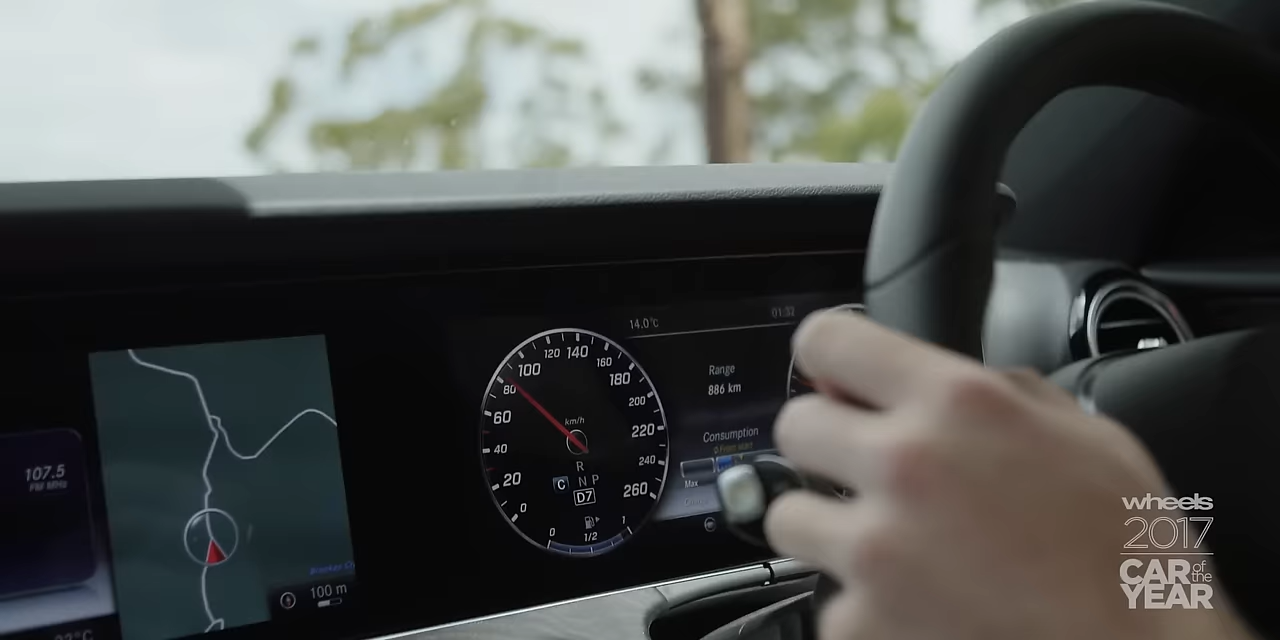 107.5
FM MHz
100 m
14.0°C
Range
886 km
Consumption
Max
0
20
40
60
80
100
120
140
160
180
200
220
240
260
km/h
R
C N P
D7
0 1/2 1
wheels
2017
CAR of the
YEAR